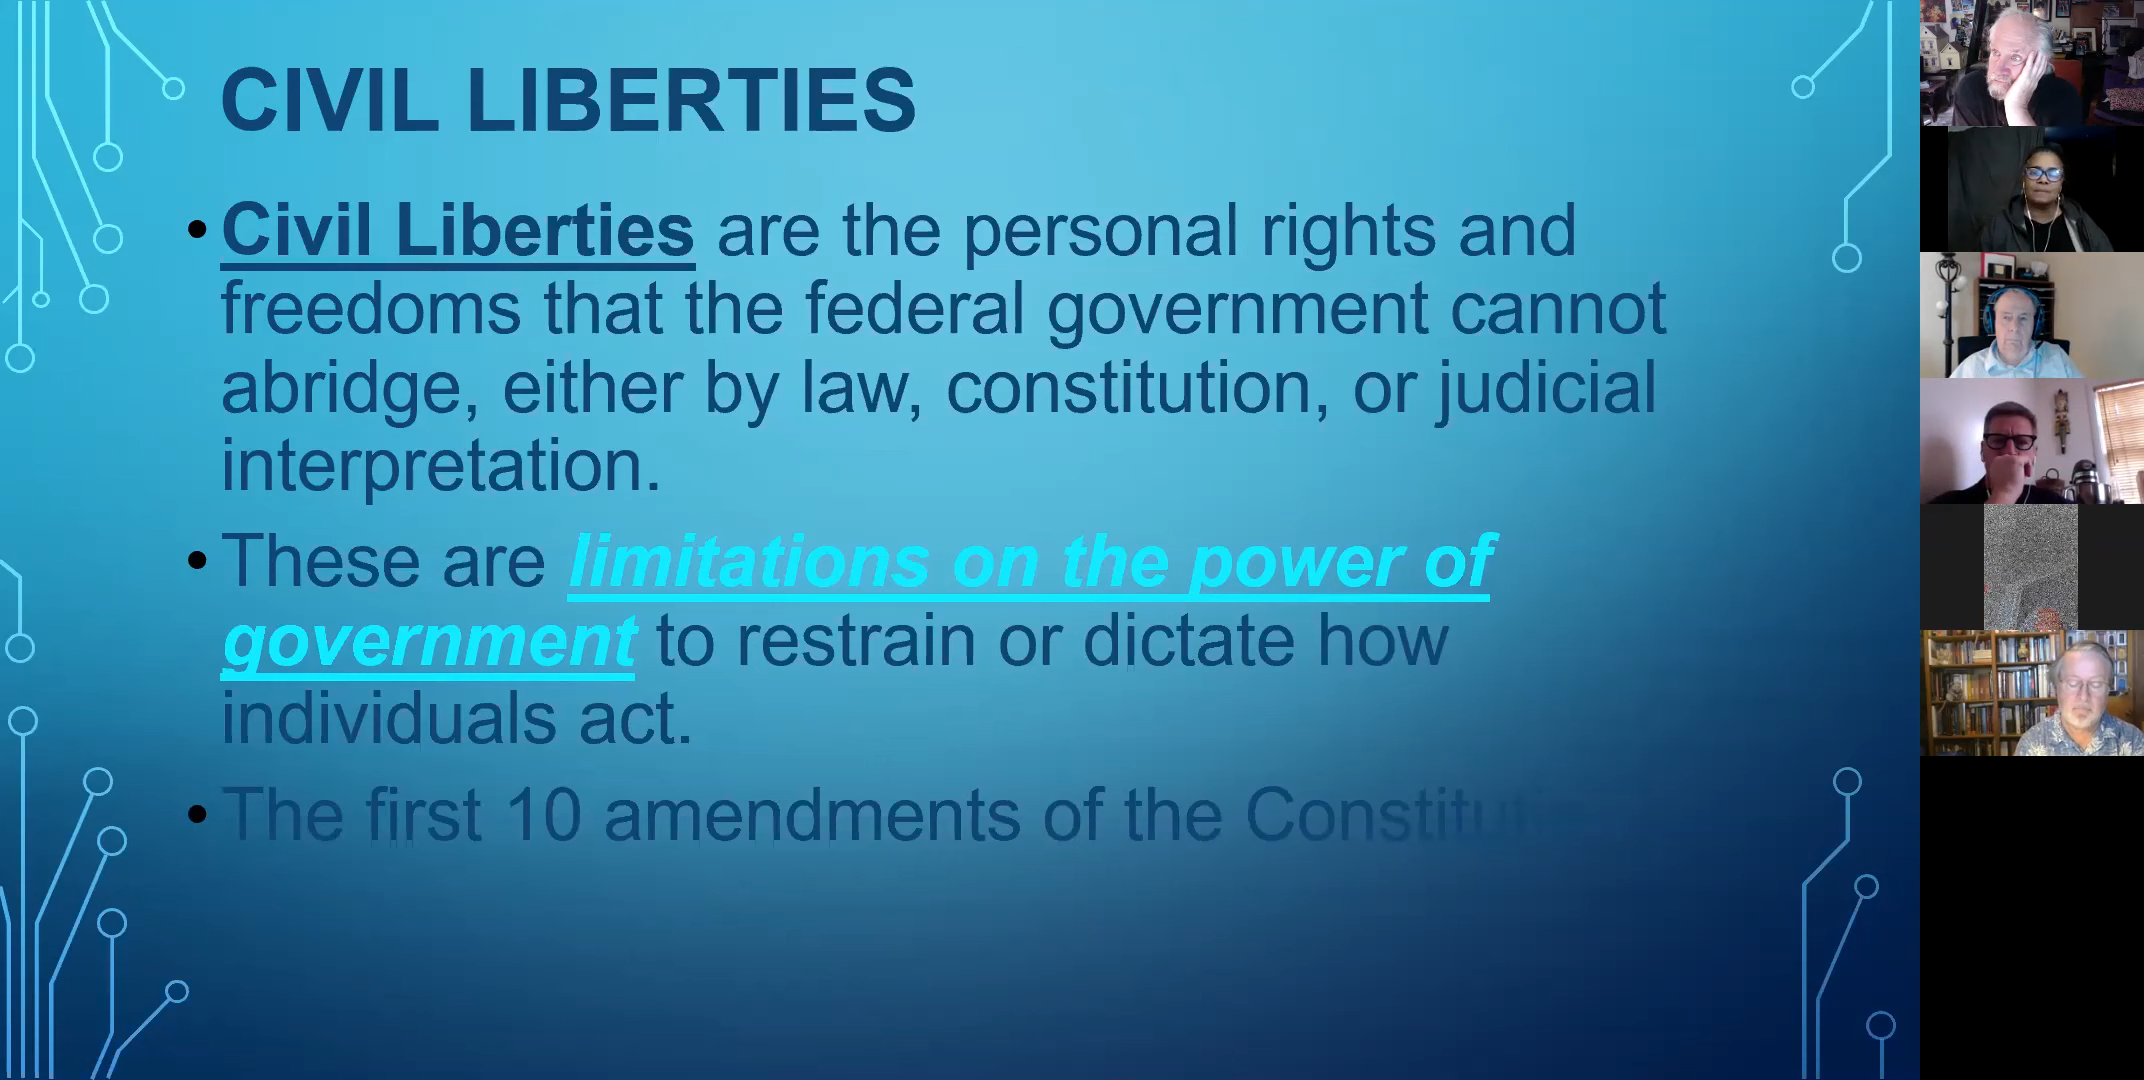 CIVIL LIBERTIES
• Civil Liberties are the personal rights and
freedoms that the federal government cannot
abridge, either by law, constitution, or judicial
interpretation.
• These are limitations on the power of
government to restrain or dictate how
individuals act.
• The first 10 amendments of the